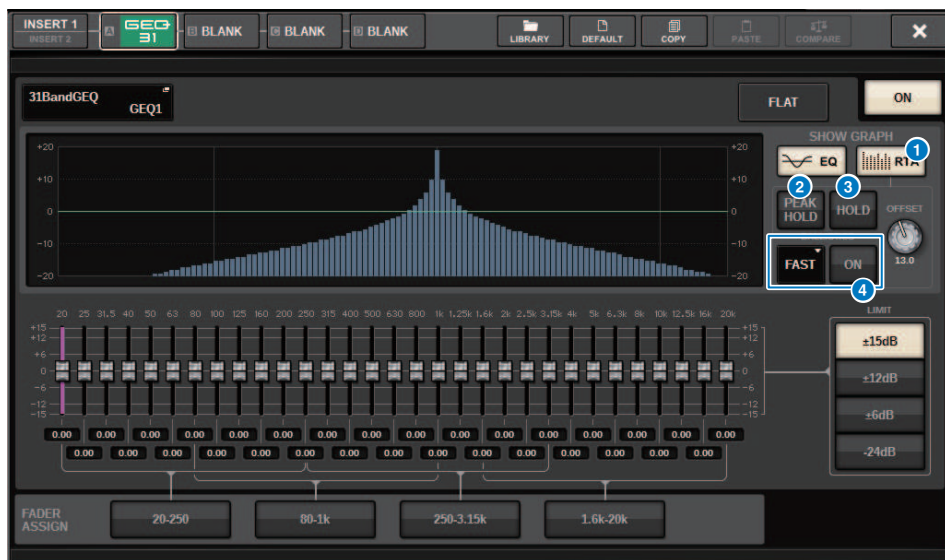 INSERT 1
INSERT 2
A GEQ 31
B BLANK
C BLANK
D BLANK
LIBRARY
DEFAULT
COPY
PASTE
COMPARE
31BandGEQ
GEQ1
FLAT
ON
SHOW GRAPH
EQ
RTA
1
2
3
PEAK HOLD
HOLD
OFFSET
13.0
FAST
ON
4
+20 +20
+10 +10
0 0
-10 -10
-20 -20
20 25 31.5 40 50 63 80 100 125 160 200 250 315 400 500 630 800 1k 1.25k 1.6k 2k 2.5k 3.15k 4k 5k 6.3k 8k 10k 12.5k 16k 20k
+15 +15
+12 +12
+6 +6
0 0
-6 -6
-12 -12
-15 -15
0.00 0.00 0.00 0.00 0.00 0.00 0.00 0.00 0.00 0.00 0.00 0.00 0.00 0.00 0.00 0.00
0.00 0.00 0.00 0.00 0.00 0.00 0.00 0.00 0.00 0.00 0.00 0.00 0.00 0.00 0.00
LIMIT
±15dB
±12dB
±6dB
-24dB
FADER ASSIGN
20-250
80-1k
250-3.15k
1.6k-20k